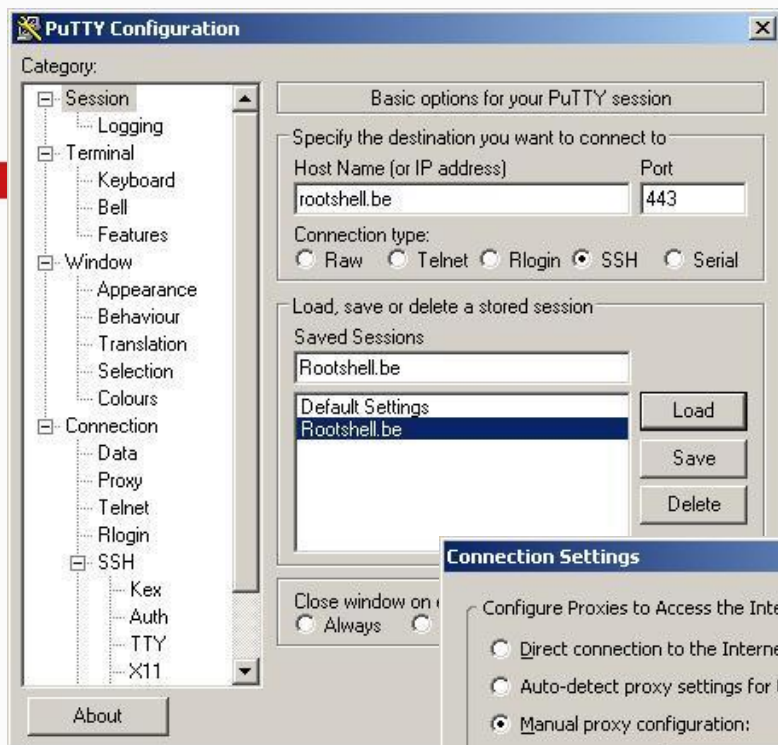 PuTTY Configuration
Category:
Session
Logging
Terminal
Keyboard
Bell
Features
Window
Appearance
Behaviour
Translation
Selection
Colours
Connection
Data
Proxy
Telnet
Rlogin
SSH
Kex
Auth
TTY
X11
About
Basic options for your PuTTY session
Specify the destination you want to connect to
Host Name (or IP address) Port
rootshell.be 443
Connection type:
Raw Telnet Rlogin SSH Serial
Load, save or delete a stored session
Saved Sessions
Rootshell.be
Default Settings
Rootshell.be
Load
Save
Delete
Close window on
Always
Connection Settings
Configure Proxies to Access the
Direct connection to the
Auto-detect proxy settings for
Manual proxy configuration: